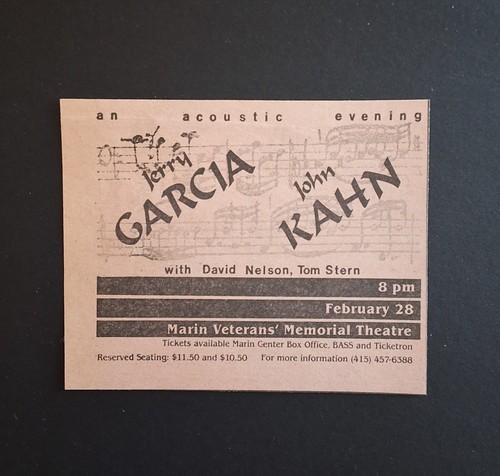 an acoustic evening
Jerry
GARCIA
John
KAHN
with David Nelson, Tom Stern
8 pm
February 28
Marin Veterans' Memorial Theatre
Tickets available Marin Center Box Office, BASS and Ticketron
Reserved Seating: $11.50 and $10.50 For more information (415) 457-6388